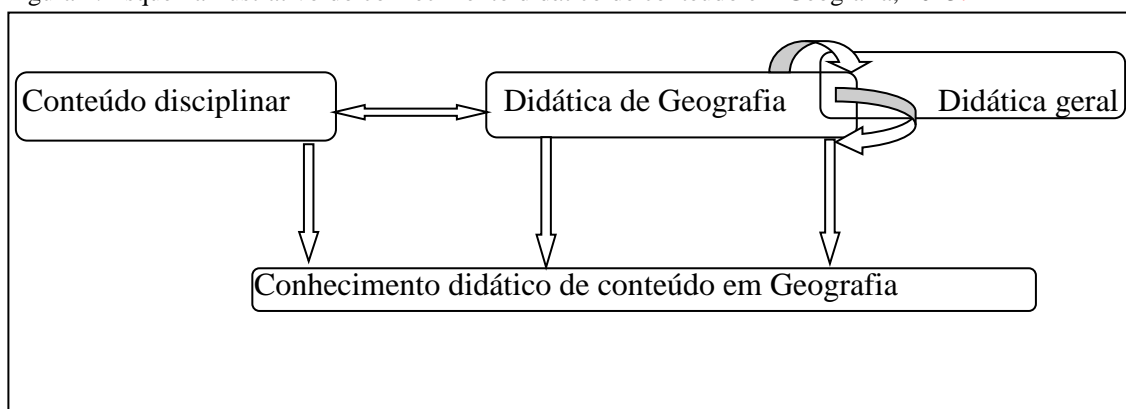 Conteúdo disciplinar
Didática de Geografia
Didática geral
Conhecimento didático de conteúdo em Geografia